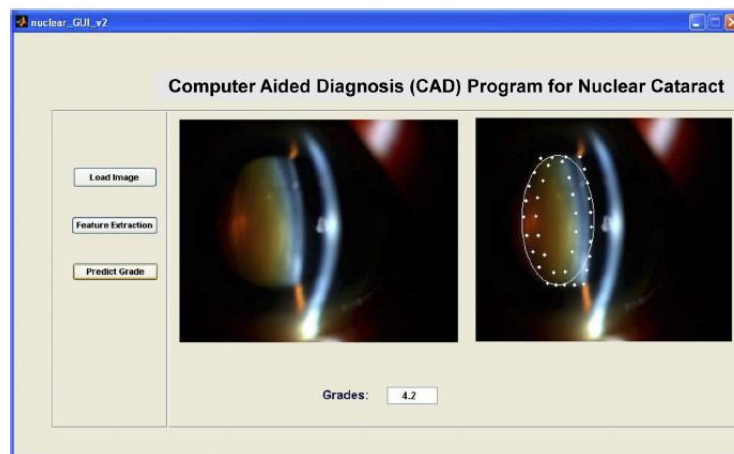 nuclear_GUI_v2
Computer Aided Diagnosis (CAD) Program for Nuclear Cataract
Load Image
Feature Extraction
Predict Grade
Grades: 4.2